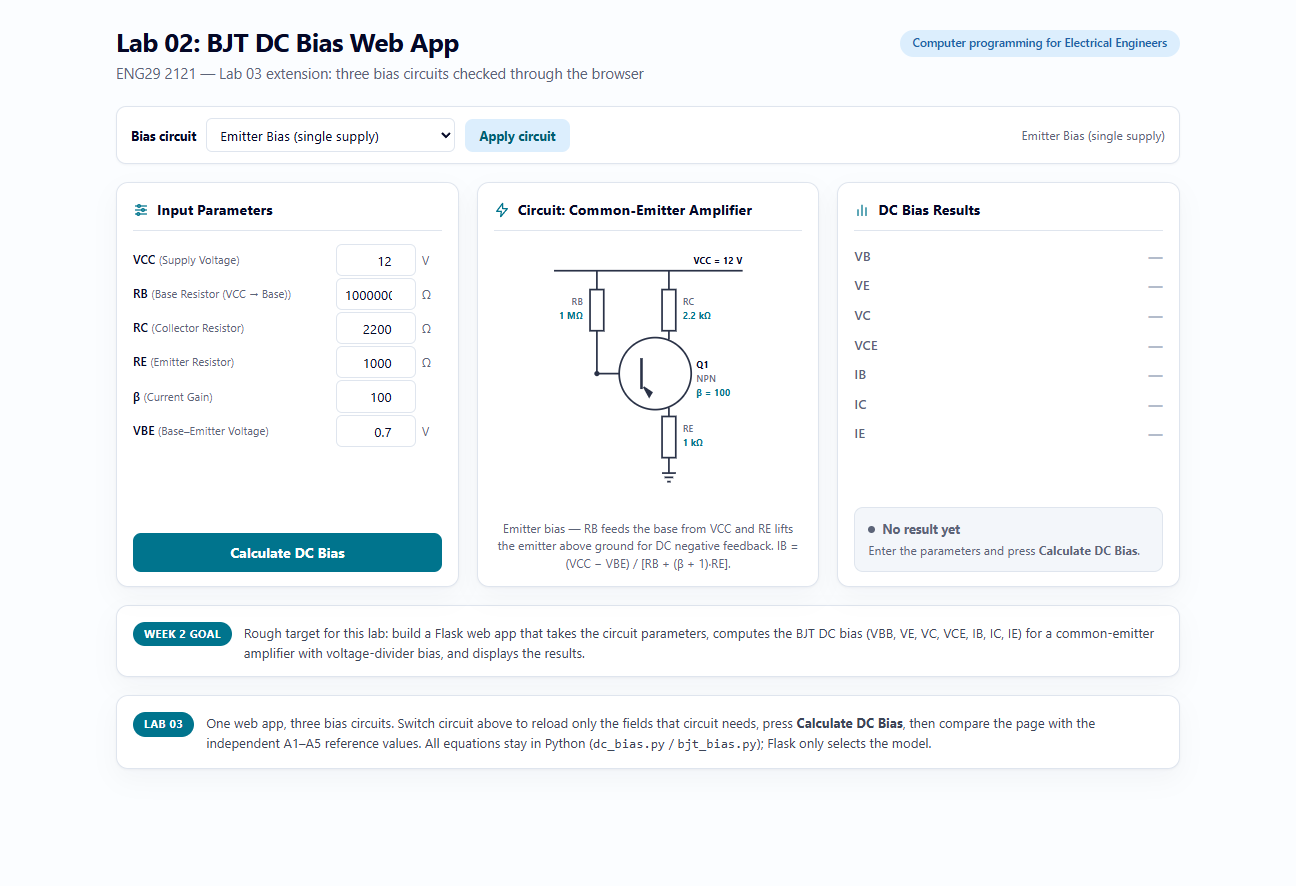 Lab 02: BJT DC Bias Web App
Computer programming for Electrical Engineers
ENG29 2121 — Lab 03 extension: three bias circuits checked through the browser
Bias circuit
Emitter Bias (single supply)
Apply circuit
Emitter Bias (single supply)
Input Parameters
VCC (Supply Voltage)
12
V
RB (Base Resistor (VCC → Base))
1000000
Ω
RC (Collector Resistor)
2200
Ω
RE (Emitter Resistor)
1000
Ω
β (Current Gain)
100
VBE (Base–Emitter Voltage)
0.7
V
Calculate DC Bias
Circuit: Common-Emitter Amplifier
VCC = 12 V
RB
1 MΩ
RC
2.2 kΩ
Q1
NPN
β = 100
RE
1 kΩ
Emitter bias — RB feeds the base from VCC and RE lifts
the emitter above ground for DC negative feedback. IB =
(VCC − VBE) / [RB + (β + 1)·RE].
DC Bias Results
VB —
VE —
VC —
VCE —
IB —
IC —
IE —
No result yet
Enter the parameters and press Calculate DC Bias.
WEEK 2 GOAL
Rough target for this lab: build a Flask web app that takes the circuit parameters, computes the BJT DC bias (VBB, VE, VC, VCE, IB, IC, IE) for a common-emitter
amplifier with voltage-divider bias, and displays the results.
LAB 03
One web app, three bias circuits. Switch circuit above to reload only the fields that circuit needs, press Calculate DC Bias, then compare the page with the
independent A1–A5 reference values. All equations stay in Python (dc_bias.py / bjt_bias.py); Flask only selects the model.